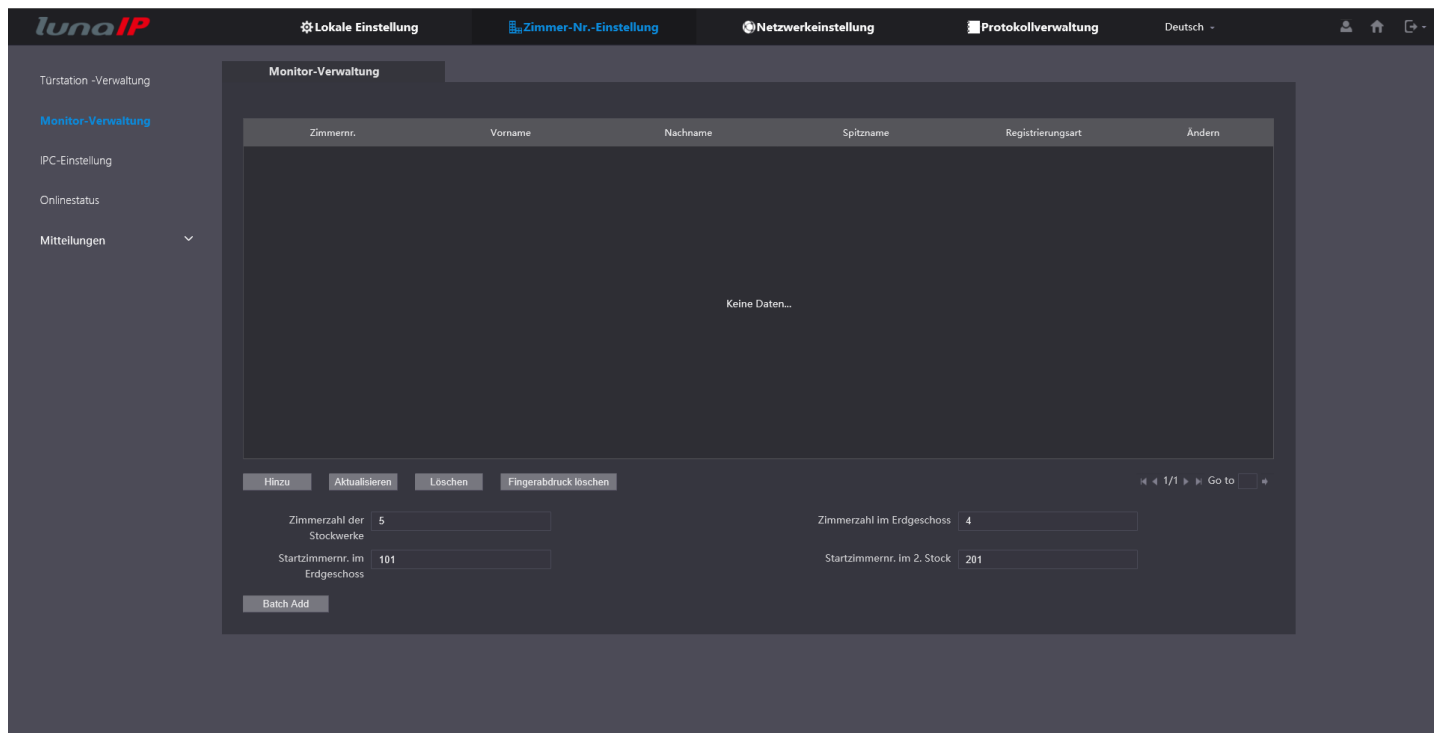 lunaIP
Lokale Einstellung
Zimmer-Nr.-Einstellung
Netzwerkeinstellung
Protokollverwaltung
Deutsch
Türstation -Verwaltung
Monitor-Verwaltung
IPC-Einstellung
Onlinestatus
Mitteilungen
Monitor-Verwaltung
Zimmernr. Vorname Nachname Spitzname Registrierungsart Ändern
Keine Daten...
Hinzu Aktualisieren Löschen Fingerabdruck löschen 1/1 Go to
Zimmerzahl der
Stockwerke
5
Zimmerzahl im Erdgeschoss 4
Startzimmernr. im
Erdgeschoss
101
Startzimmernr. im 2. Stock 201
Batch Add